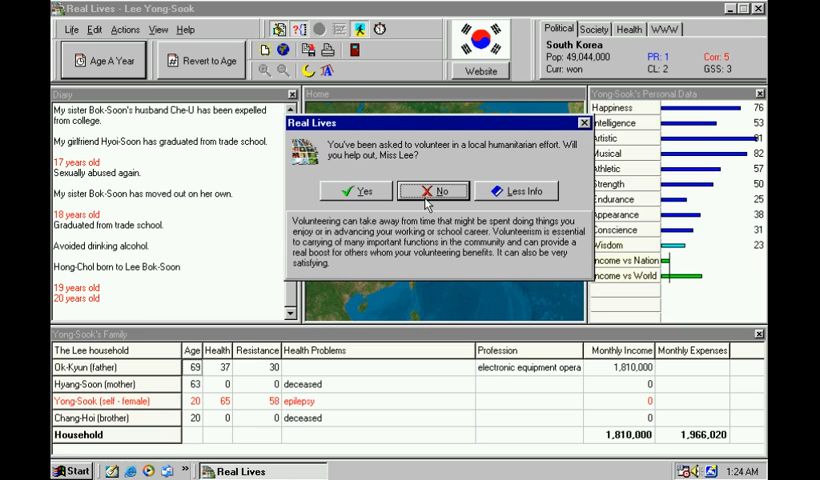 Real Lives - Lee Yong-Sook
Life Edit Actions View Help
Age A Year
Revert to Age
Website
Political Society Health WWW
South Korea
Pop: 49,044,000 PR: 1 Corr: 5
Curr: won CL: 2 GSS: 3
Diary
My sister Bok-Soon's husband Che-U has been expelled
from college.
My girlfriend Hyoi-Soon has graduated from trade school.
17 years old
Sexually abused again.
My sister Bok-Soon has moved out on her own.
18 years old
Graduated from trade school.
Avoided drinking alcohol.
Hong-Chol born to Lee Bok-Soon
19 years old
20 years old
Home
Real Lives
You've been asked to volunteer in a local humanitarian effort. Will
you help out, Miss Lee?
Yes
No
Less Info
Volunteering can take away from time that might be spent doing things you
enjoy or in advancing your working or school career. Volunteerism is essential
to carrying of many important functions in the community and can provide a
real boost for others whom your volunteering benefits. It can also be very
satisfying.
Yong-Sook's Personal Data
Happiness 76
Intelligence 53
Artistic 81
Musical 82
Athletic 57
Strength 50
Endurance 25
Appearance 38
Conscience 31
Wisdom 23
Income vs Nation
Income vs World
Yong-Sook's Family
The Lee household Age Health Resistance Health Problems Profession Monthly Income Monthly Expenses
Ok-Kyun (father) 69 37 30 electronic equipment opera 1,810,000
Hyang-Soon (mother) 63 0 0 deceased 0
Yong-Sook (self - female) 20 65 58 epilepsy 0
Chang-Hoi (brother) 20 0 0 deceased 0
Household 1,810,000 1,966,020
Start
Real Lives
1:24 AM